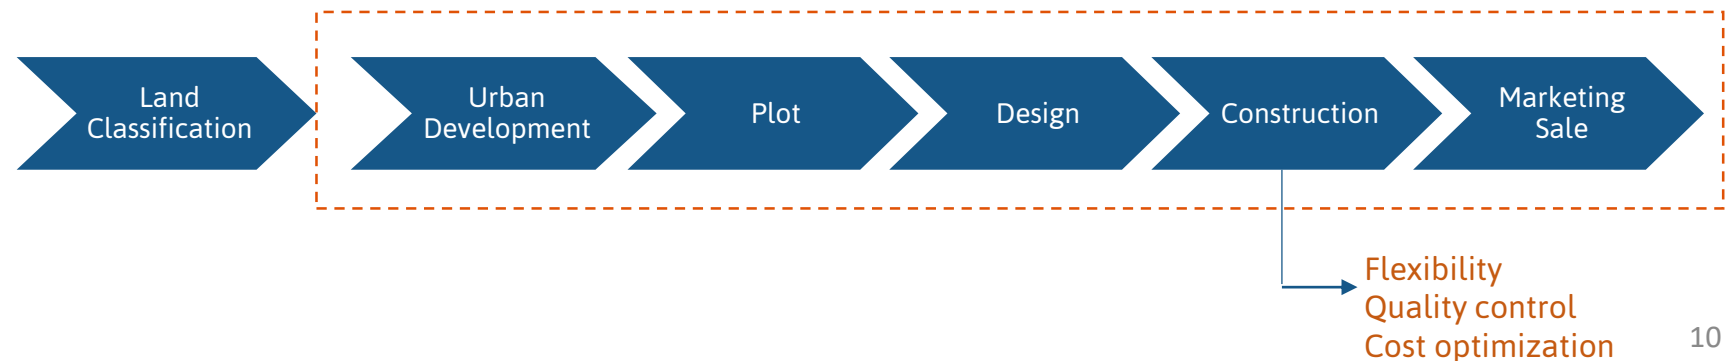 Land
Classification
Urban
Development
Plot
Design
Construction
Marketing
Sale
Flexibility
Quality control
Cost optimization
10